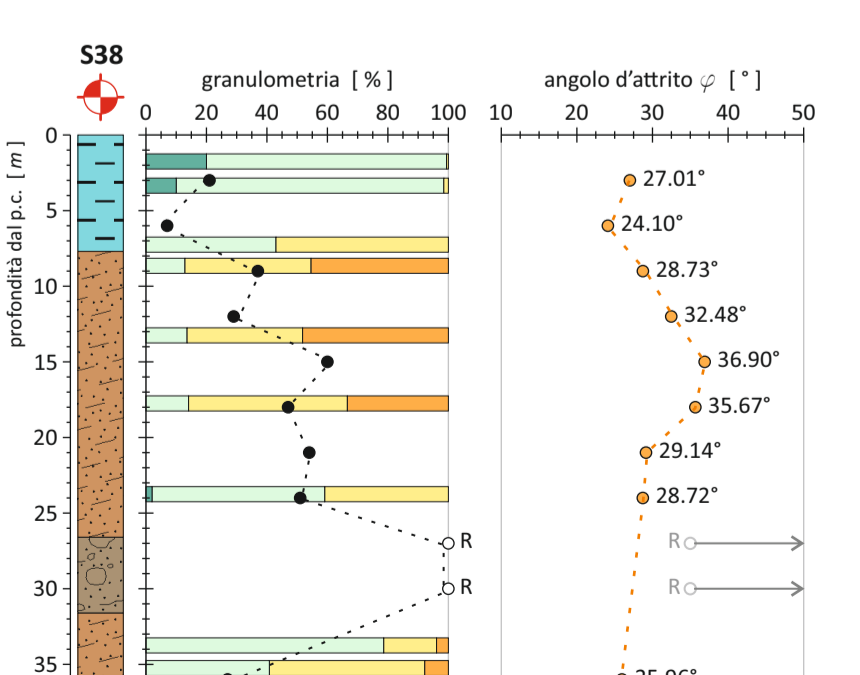 S38
granulometria [ % ]
angolo d’attrito φ [ ° ]
0 20 40 60 80 100
10 20 30 40 50
profondità dal p.c. [ m ]
0
27.01°
5
24.10°
28.73°
10
32.48°
15
36.90°
35.67°
20
29.14°
28.72°
25
R
R
30
R
R
35